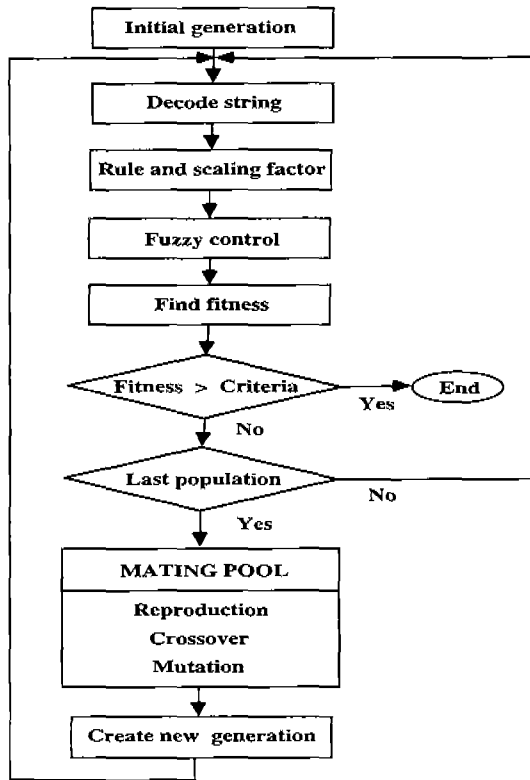 Initial generation
Decode string
Rule and scaling factor
Fuzzy control
Find fitness
Fitness > Criteria
Yes
End
No
Last population
No
Yes
MATING POOL
Reproduction
Crossover
Mutation
Create new generation